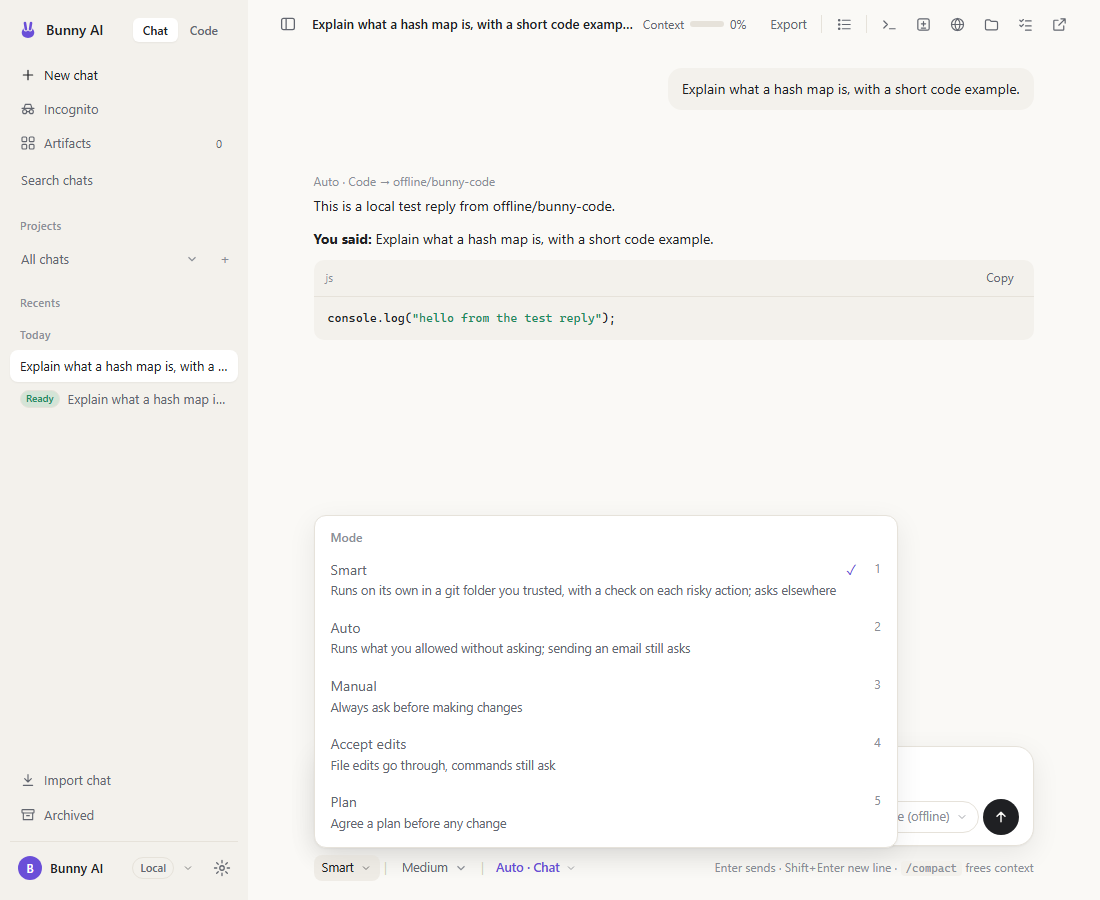 Bunny AI
Chat
Code
New chat
Incognito
Artifacts
0
Search chats
Projects
All chats
+
Recents
Today
Explain what a hash map is, with a ...
Ready Explain what a hash map i...
Import chat
Archived
B Bunny AI Local
Explain what a hash map is, with a short code examp...
Context 0%
Export
Explain what a hash map is, with a short code example.
Auto · Code → offline/bunny-code
This is a local test reply from offline/bunny-code.
You said: Explain what a hash map is, with a short code example.
js
Copy
console.log("hello from the test reply");
Mode
Smart ✓ 1
Runs on its own in a git folder you trusted, with a check on each risky action; asks elsewhere
Auto 2
Runs what you allowed without asking; sending an email still asks
Manual 3
Always ask before making changes
Accept edits 4
File edits go through, commands still ask
Plan 5
Agree a plan before any change
e (offline)
Smart
Medium
Auto · Chat
Enter sends · Shift+Enter new line · /compact frees context